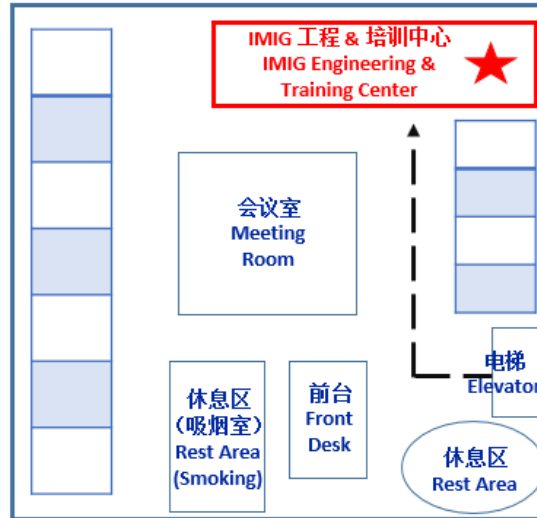 IMIG 工程 & 培训中心
IMIG Engineering &
Training Center
会议室
Meeting
Room
电梯
Elevator
休息区
（吸烟室）
Rest Area
(Smoking)
前台
Front
Desk
休息区
Rest Area